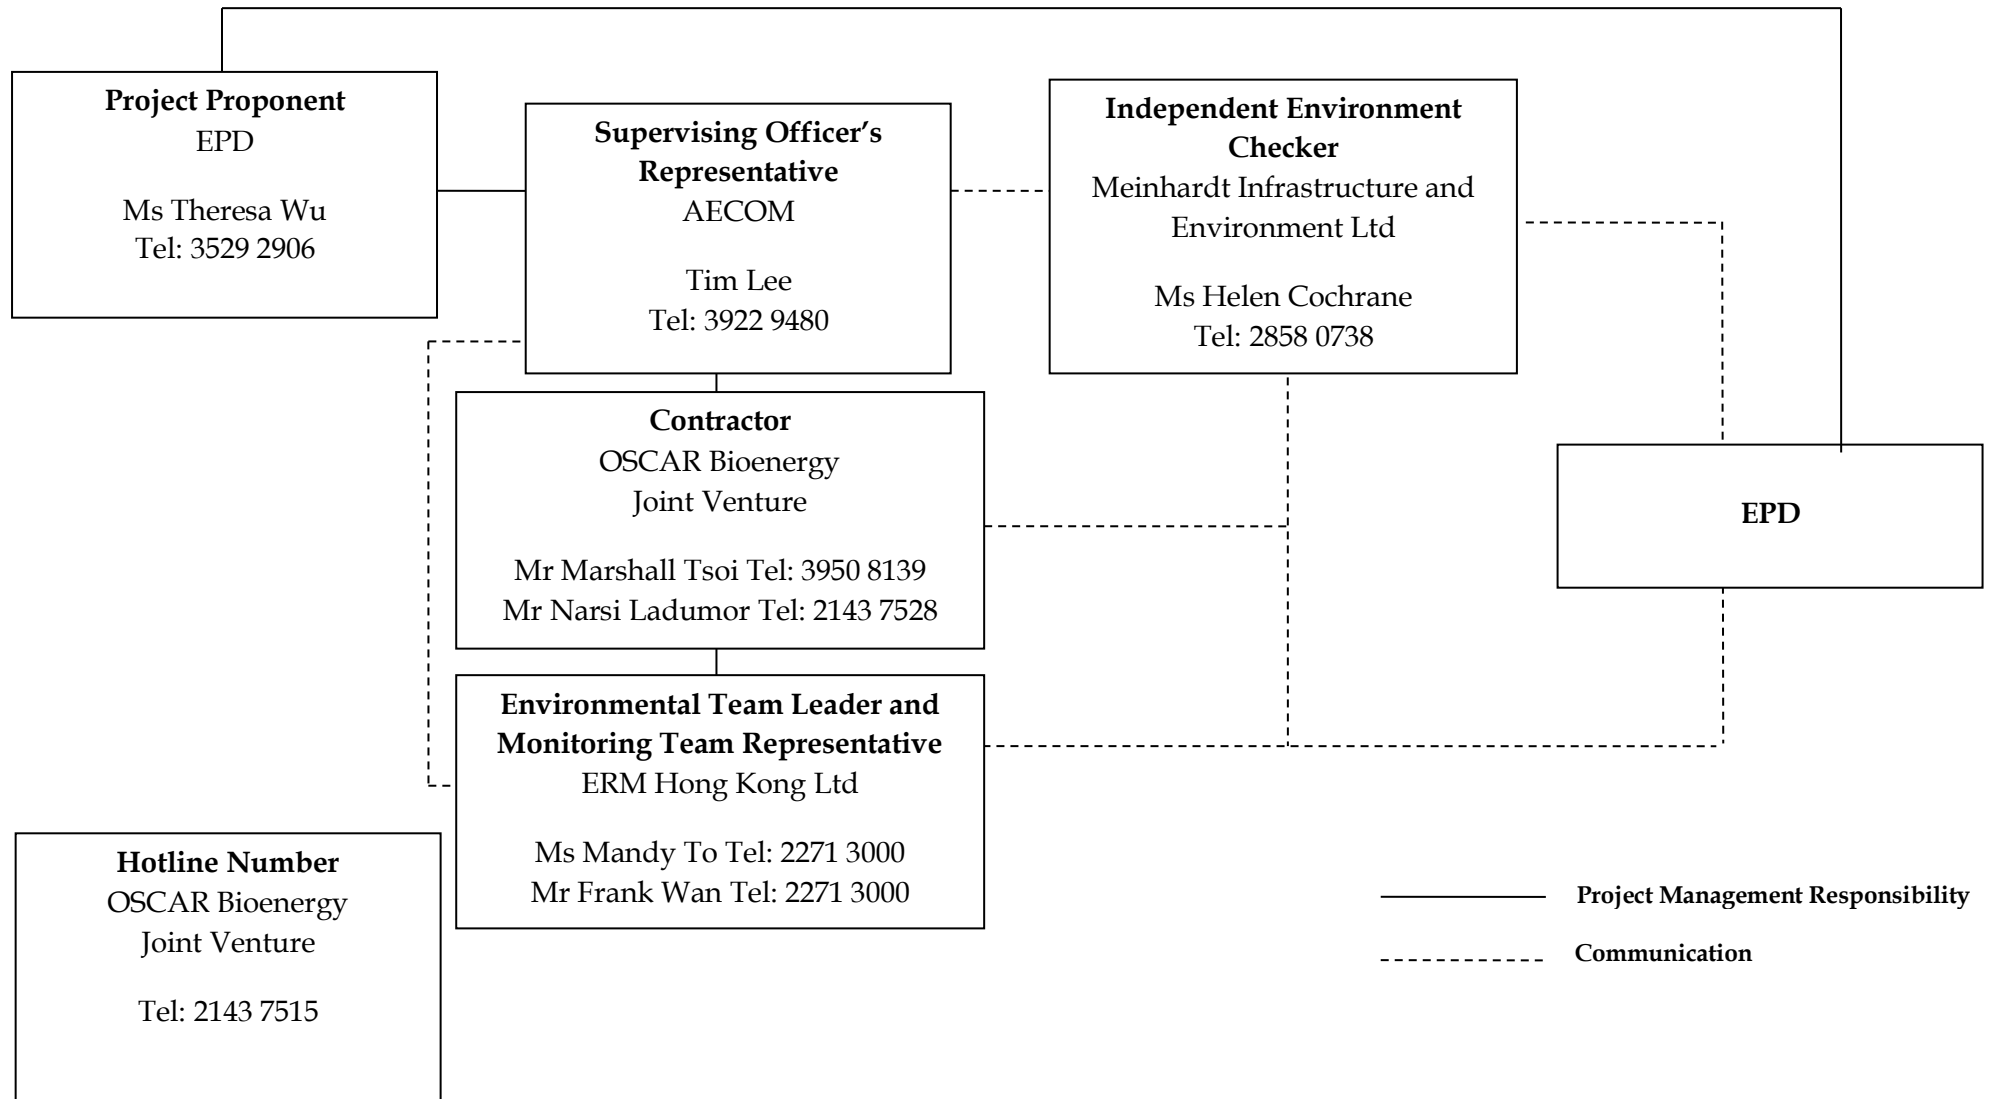 Project Proponent
EPD
Ms Theresa Wu
Tel: 3529 2906
Supervising Officer’s
Representative
AECOM
Tim Lee
Tel: 3922 9480
Independent Environment
Checker
Meinhardt Infrastructure and
Environment Ltd
Ms Helen Cochrane
Tel: 2858 0738
Contractor
OSCAR Bioenergy
Joint Venture
Mr Marshall Tsoi Tel: 3950 8139
Mr Narsi Ladumor Tel: 2143 7528
EPD
Environmental Team Leader and
Monitoring Team Representative
ERM Hong Kong Ltd
Ms Mandy To Tel: 2271 3000
Mr Frank Wan Tel: 2271 3000
Hotline Number
OSCAR Bioenergy
Joint Venture
Tel: 2143 7515
Project Management Responsibility
Communication